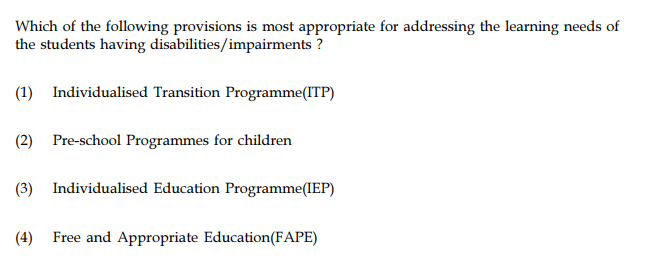 Which of the following provisions is most appropriate for addressing the learning needs of
the students having disabilities/impairments ?
(1) Individualised Transition Programme(ITP)
(2) Pre-school Programmes for children
(3) Individualised Education Programme(IEP)
(4) Free and Appropriate Education(FAPE)